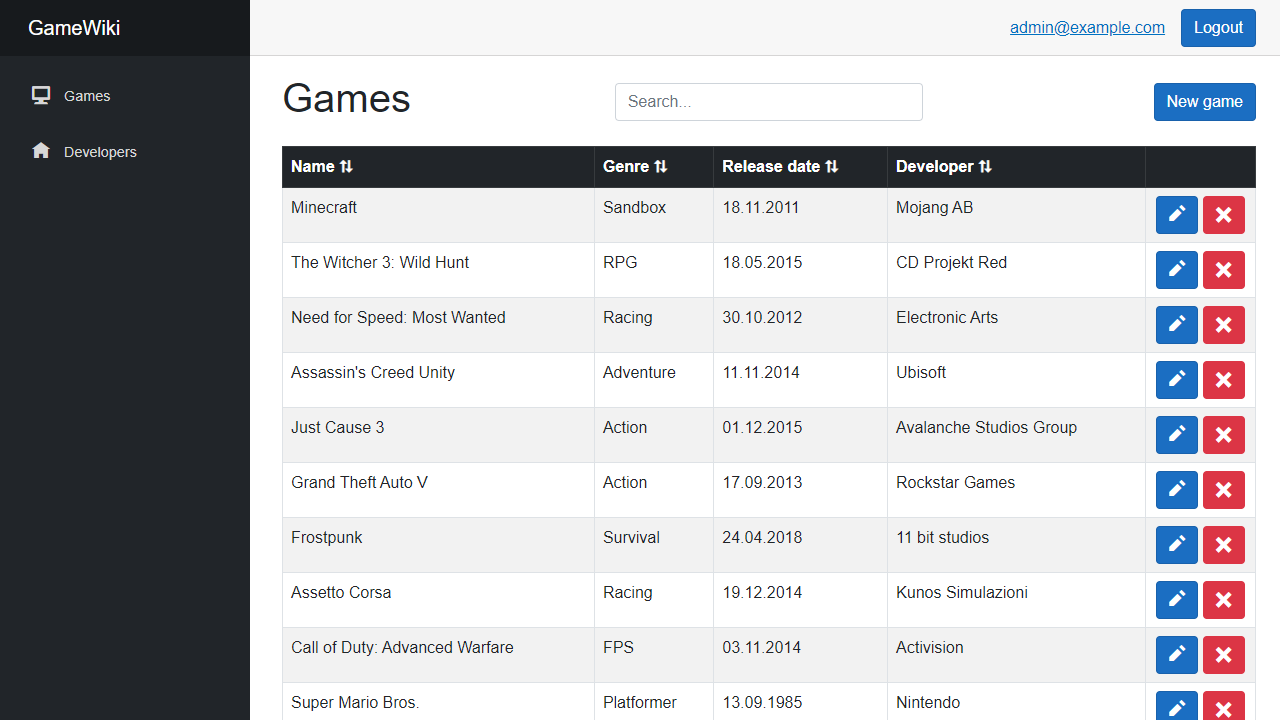 GameWiki
admin@example.com Logout
Games
Developers
Games Search... New game
Name Genre Release date Developer
Minecraft Sandbox 18.11.2011 Mojang AB
The Witcher 3: Wild Hunt RPG 18.05.2015 CD Projekt Red
Need for Speed: Most Wanted Racing 30.10.2012 Electronic Arts
Assassin's Creed Unity Adventure 11.11.2014 Ubisoft
Just Cause 3 Action 01.12.2015 Avalanche Studios Group
Grand Theft Auto V Action 17.09.2013 Rockstar Games
Frostpunk Survival 24.04.2018 11 bit studios
Assetto Corsa Racing 19.12.2014 Kunos Simulazioni
Call of Duty: Advanced Warfare FPS 03.11.2014 Activision
Super Mario Bros. Platformer 13.09.1985 Nintendo